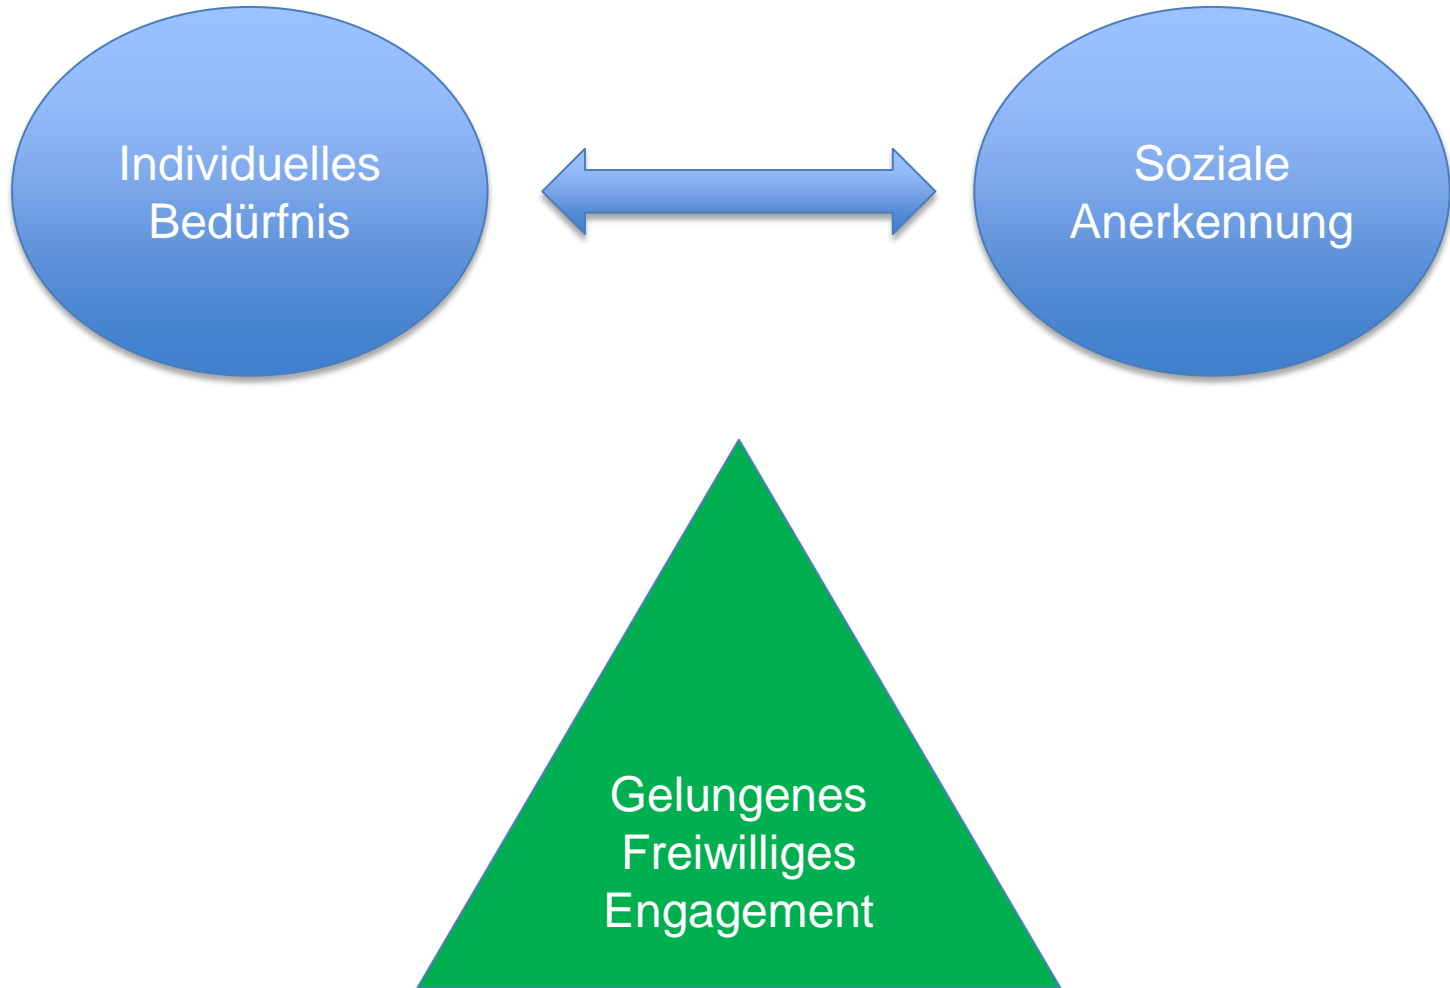 Individuelles
Bedürfnis
Soziale
Anerkennung
Gelungenes
Freiwilliges
Engagement